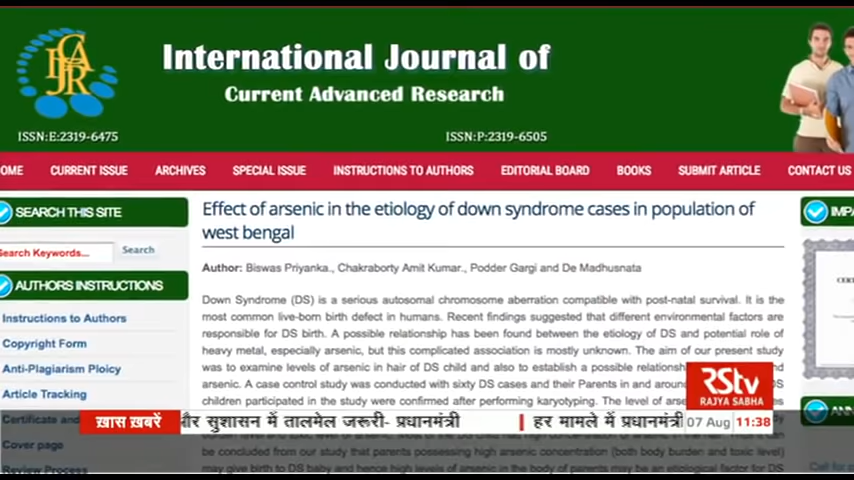 International Journal of
Current Advanced Research
ISSN:E:2319-6475
ISSN:P:2319-6505
OME CURRENT ISSUE ARCHIVES SPECIAL ISSUE INSTRUCTIONS TO AUTHORS EDITORIAL BOARD BOOKS SUBMIT ARTICLE CONTACT US
SEARCH THIS SITE
Search Keywords...
Search
AUTHORS INSTRUCTIONS
Instructions to Authors
Copyright Form
Anti-Plagiarism Ploicy
Article Tracking
Certificate and
Cover page
Review Process
Effect of arsenic in the etiology of down syndrome cases in population of
west bengal
Author: Biswas Priyanka., Chakraborty Amit Kumar., Podder Gargi and De Madhusnata
Down Syndrome (DS) is a serious autosomal chromosome aberration compatible with post-natal survival. It is the
most common live-born birth defect in humans. Recent findings suggested that different environmental factors are
responsible for DS birth. A possible relationship has been found between the etiology of DS and potential role of
heavy metal, especially arsenic, but this complicated association is mostly unknown. The aim of our present study
was to examine levels of arsenic in hair of DS child and also to establish a possible
arsenic. A case control study was conducted with sixty DS cases and their Parents in and
children participated in the study were confirmed after performing karyotyping. The level of
be concluded from our study that parents possessing high arsenic concentration (both body burden and toxic level)
may give birth to DS baby and hence high levels of arsenic in the body of parents may be an etiological factor for DS
IMPA
RSTV
RAJYA SABHA
ख़ास ख़बरें
और सुशासन में तालमेल जरूरी- प्रधानमंत्री
हर मामले में प्रधानमंत्री
07 Aug 11:38